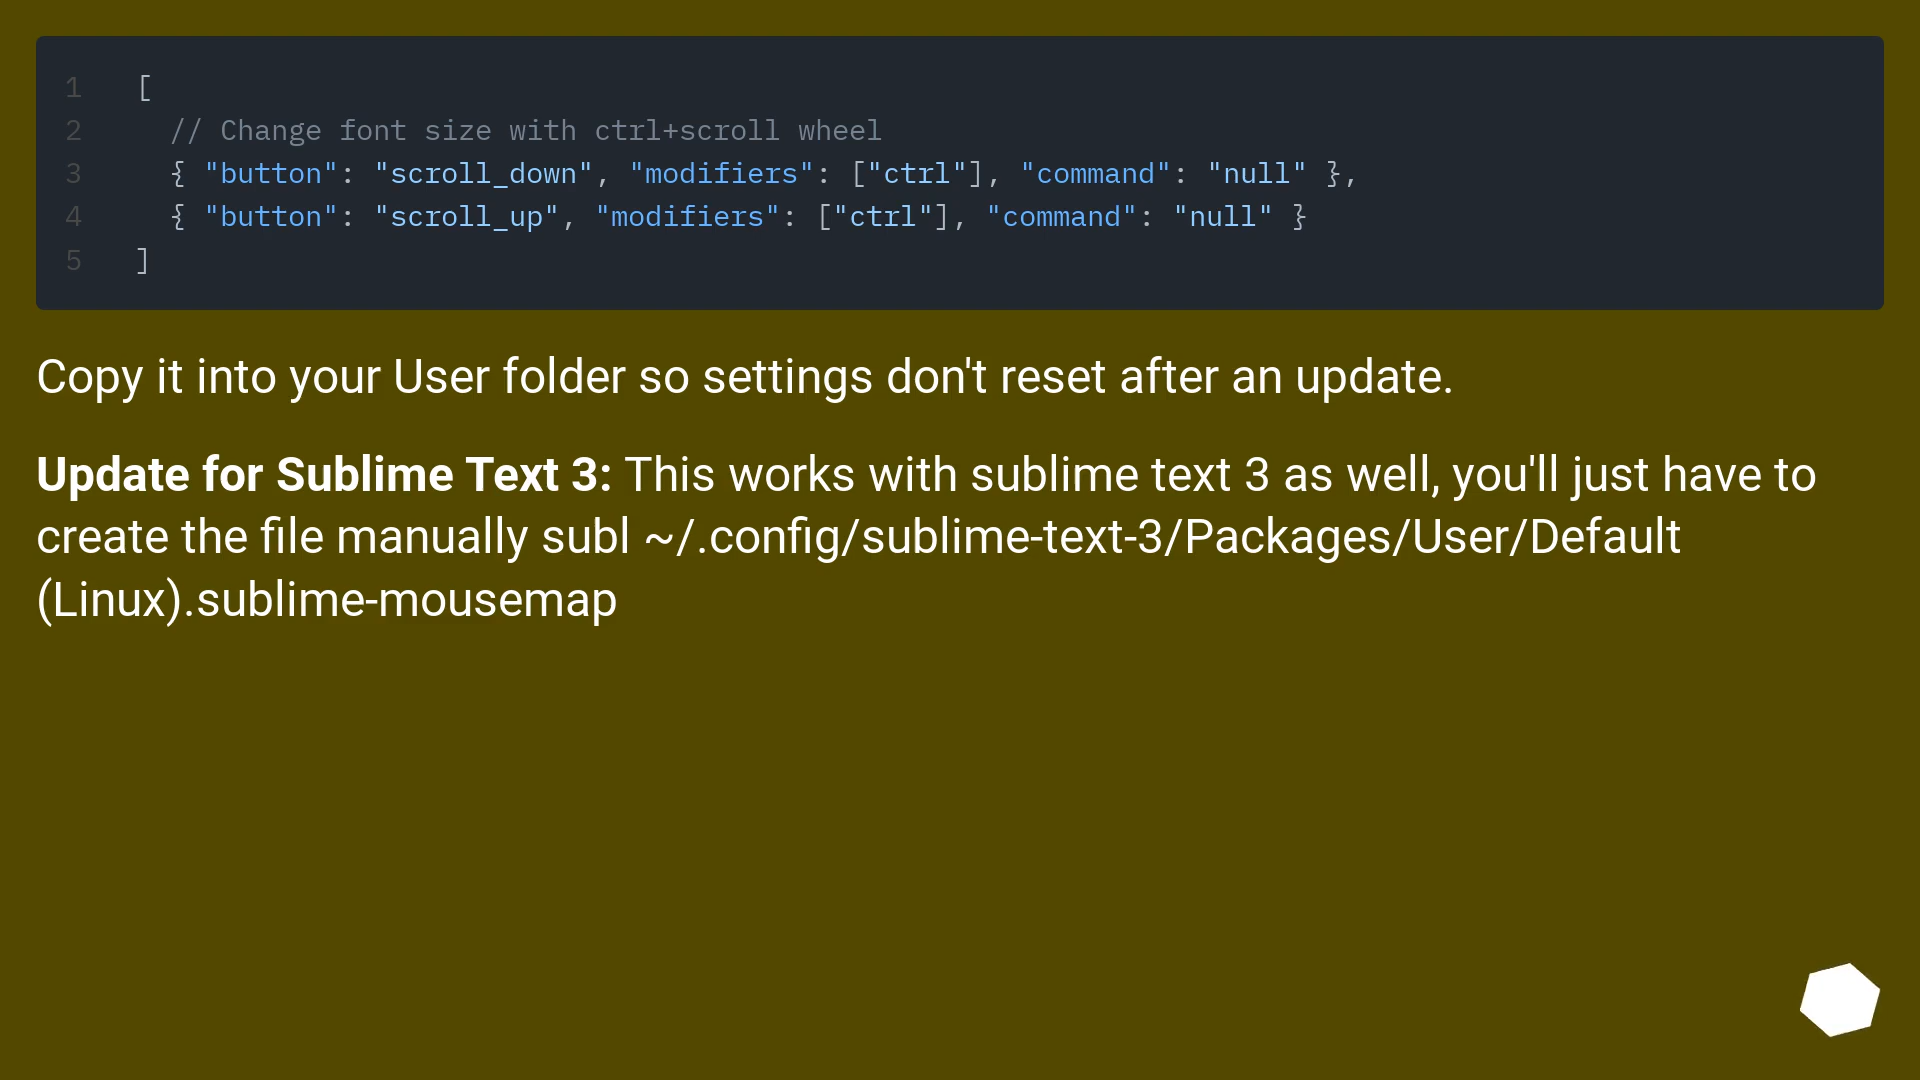 1 [
2 // Change font size with ctrl+scroll wheel
3 { "button": "scroll_down", "modifiers": ["ctrl"], "command": "null" },
4 { "button": "scroll_up", "modifiers": ["ctrl"], "command": "null" }
5 ]
Copy it into your User folder so settings don't reset after an update.
Update for Sublime Text 3: This works with sublime text 3 as well, you'll just have to
create the file manually subl ~/.config/sublime-text-3/Packages/User/Default
(Linux).sublime-mousemap